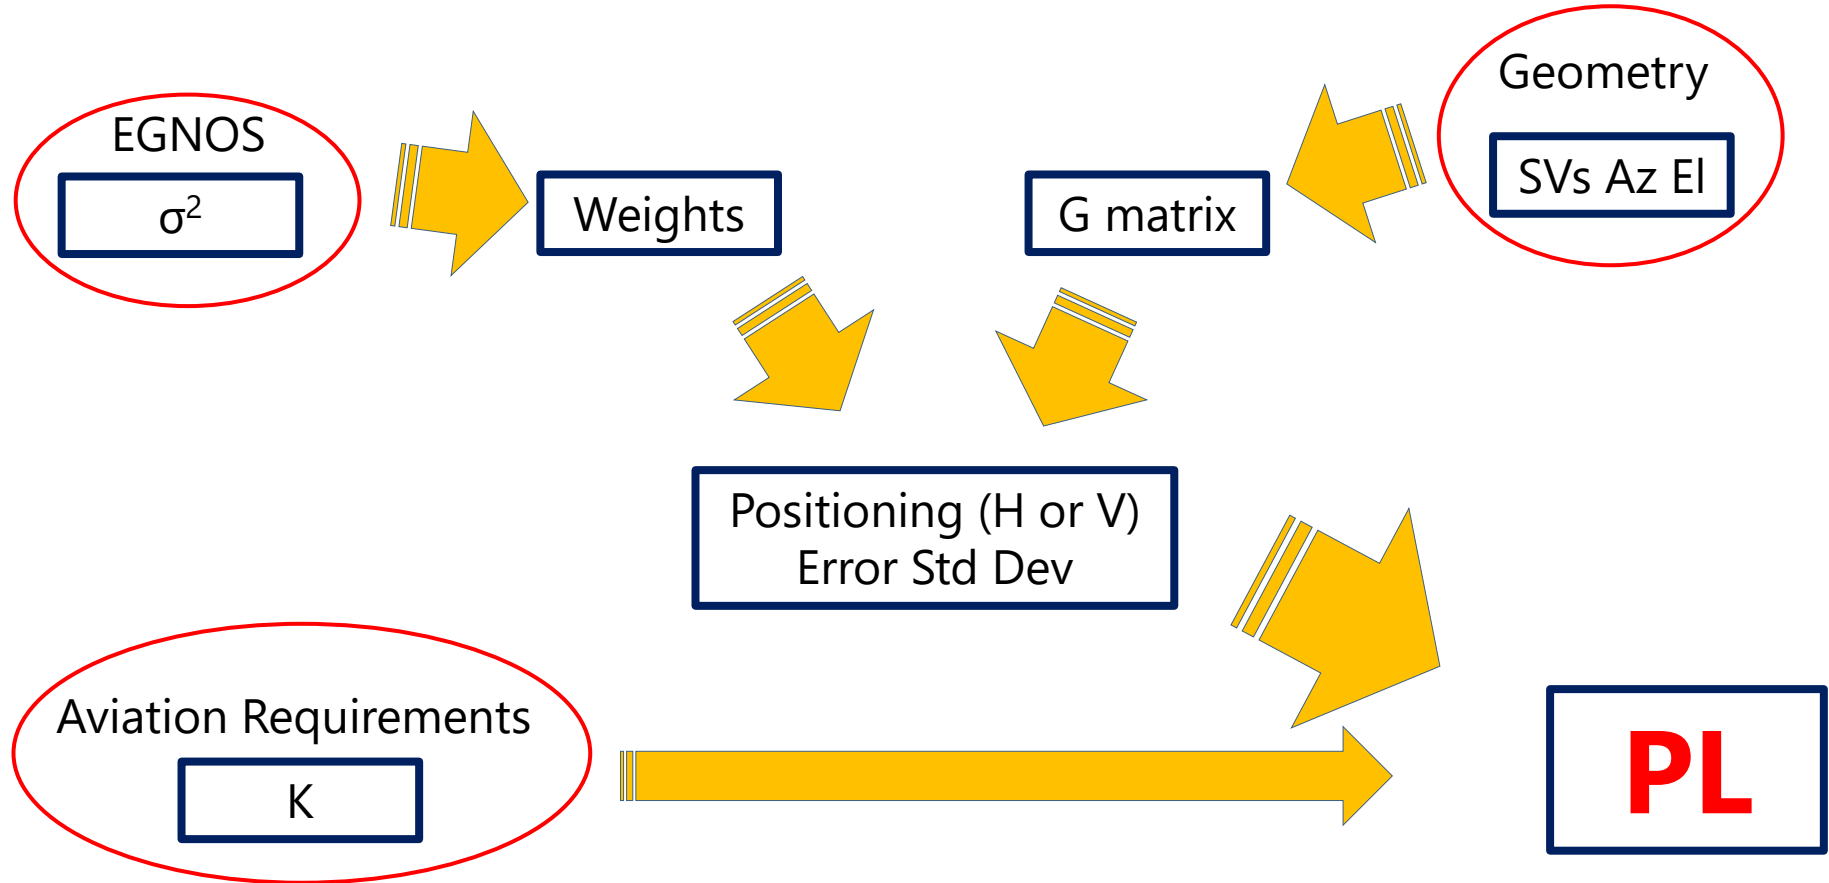 EGNOS
σ²
Weights
G matrix
Geometry
SVs Az El
Positioning (H or V)
Error Std Dev
Aviation Requirements
K
PL